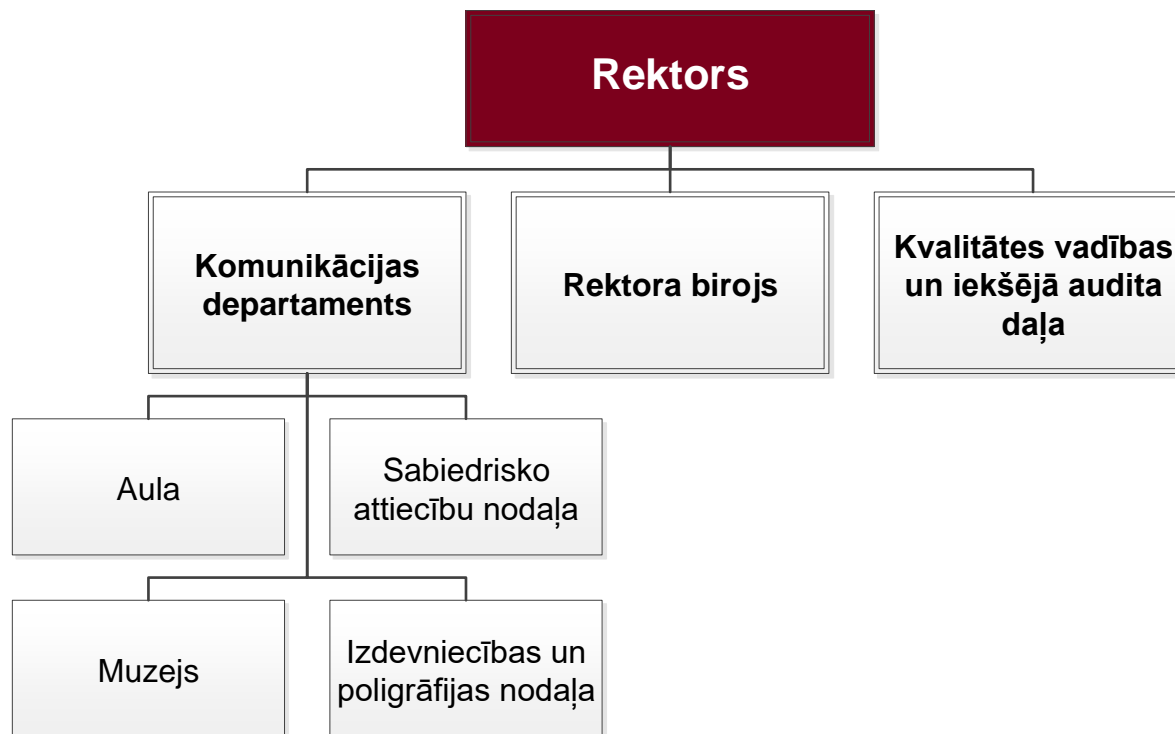 Rektors
Komunikācijas
departaments
Rektora birojs
Kvalitātes vadības
un iekšējā audita
daļa
Aula
Sabiedrisko
attiecību nodaļa
Muzejs
Izdevniecības un
poligrāfijas nodaļa